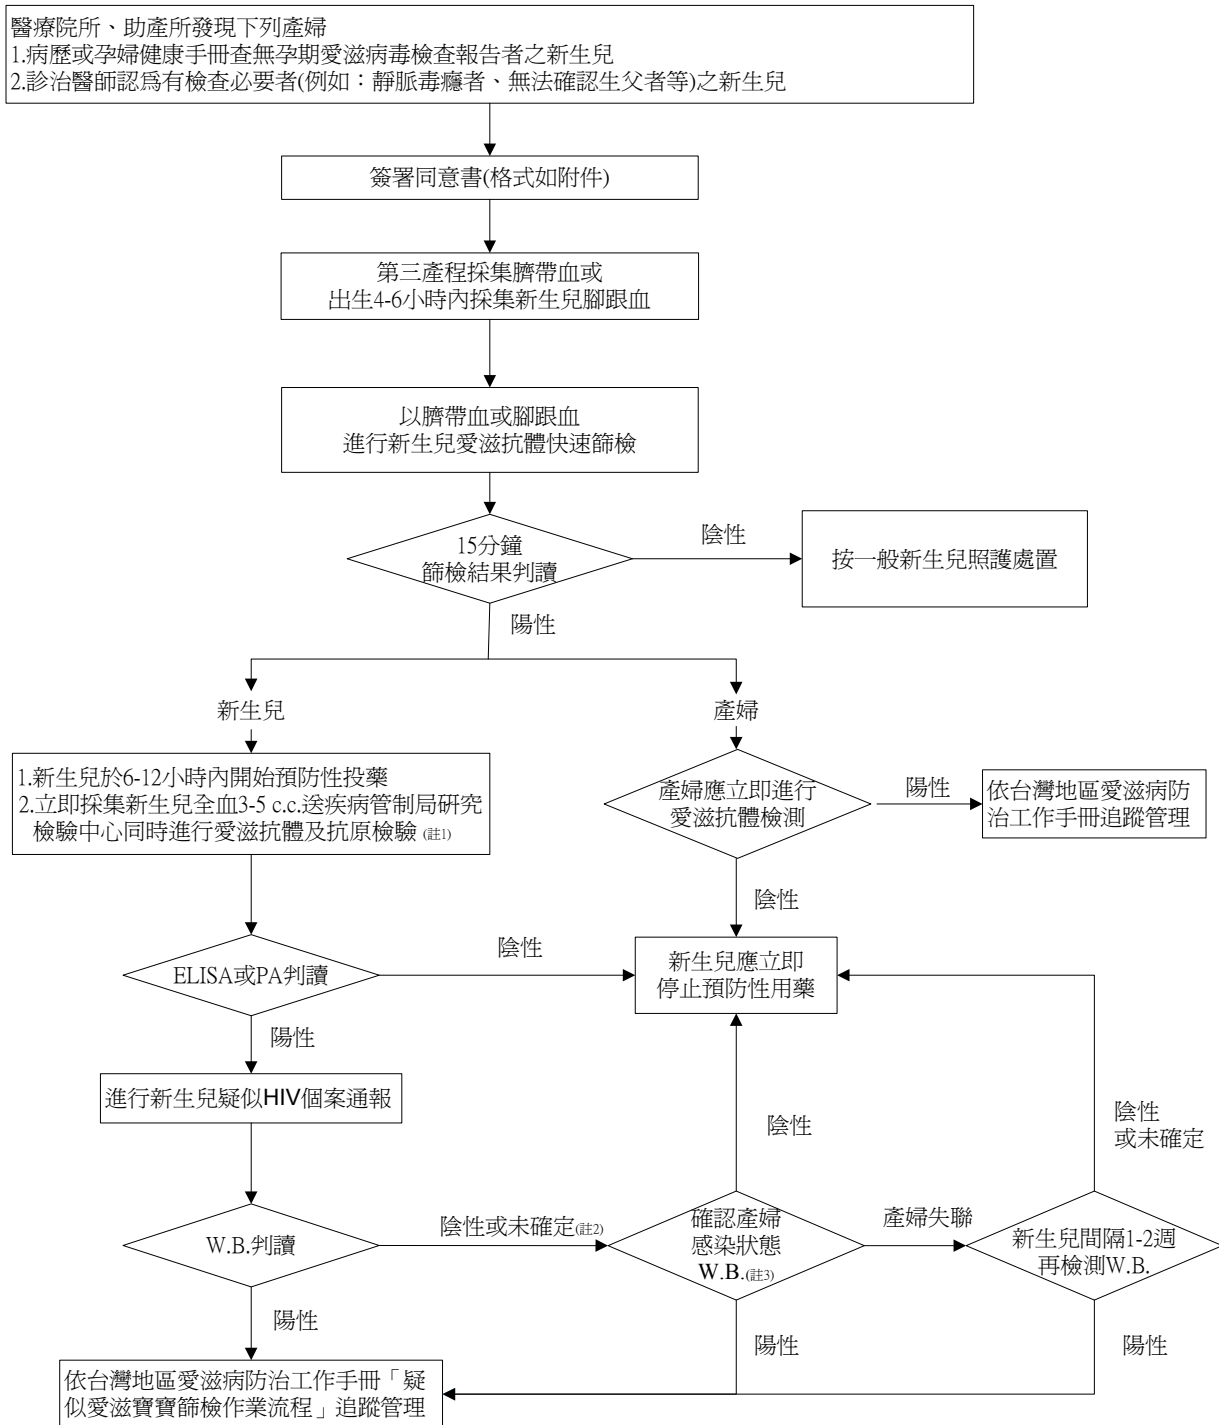 醫療院所、助產所發現下列產婦
1.病歷或孕婦健康手冊查無孕期愛滋病毒檢查報告者之新生兒
2.診治醫師認為有檢查必要者(例如：靜脈毒癮者、無法確認生父者等)之新生兒
簽署同意書(格式如附件)
第三產程採集臍帶血或
出生4-6小時內採集新生兒腳跟血
以臍帶血或腳跟血
進行新生兒愛滋抗體快速篩檢
15分鐘
篩檢結果判讀
陰性
按一般新生兒照護處置
陽性
新生兒
產婦
1.新生兒於6-12小時內開始預防性投藥
2.立即採集新生兒全血3-5 c.c.送疾病管制局研究
檢驗中心同時進行愛滋抗體及抗原檢驗 (註1)
產婦應立即進行
愛滋抗體檢測
陽性
依台灣地區愛滋病防
治工作手冊追蹤管理
陰性
ELISA或PA判讀
陰性
新生兒應立即
停止預防性用藥
陽性
進行新生兒疑似HIV個案通報
陰性
陰性
或未確定
W.B.判讀
陰性或未確定(註2)
確認產婦
感染狀態
W.B.(註3)
產婦失聯
新生兒間隔1-2週
再檢測W.B.
陽性
陽性
陽性
依台灣地區愛滋病防治工作手冊「疑
似愛滋寶寶篩檢作業流程」追蹤管理